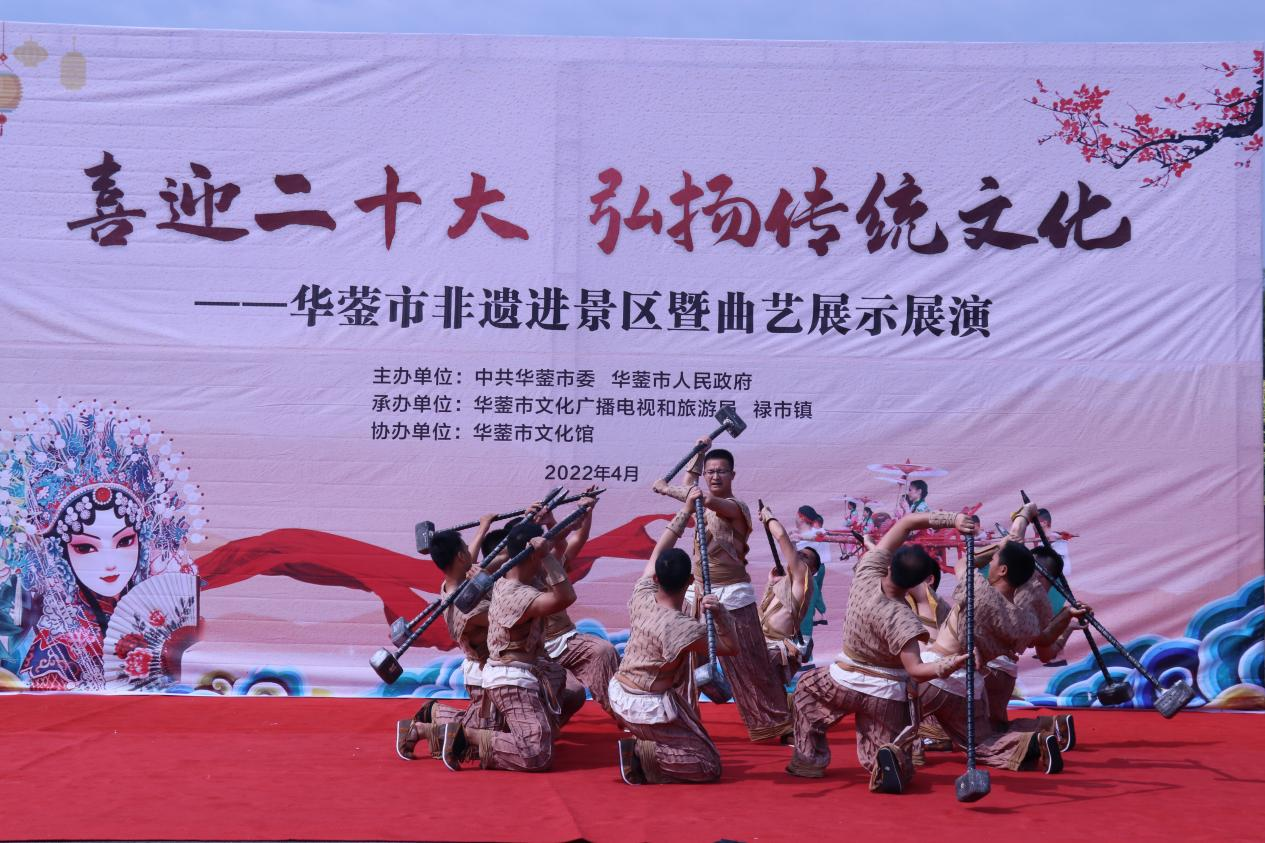 喜迎二十大 弘扬传统文化
——华蓥市非遗进景区暨曲艺展示展演
主办单位：中共华蓥市委 华蓥市人民政府
承办单位：华蓥市文化广播电视和旅游局 禄市镇
协办单位：华蓥市文化馆
2022年4月